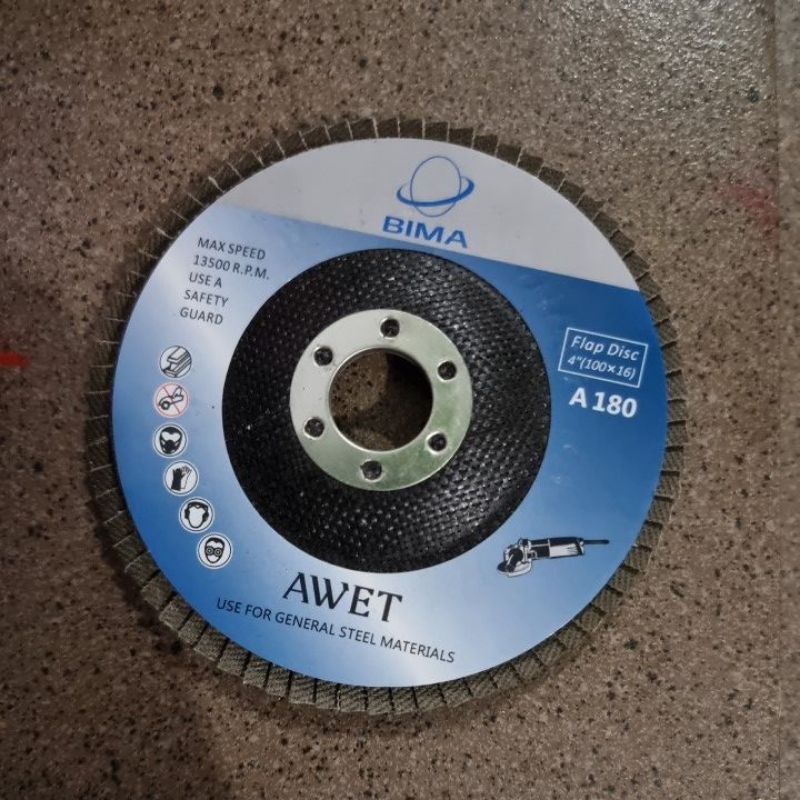 BIMA
MAX SPEED
13500 R.P.M.
USE A
SAFETY
GUARD
Flap Disc
4"(100×16)
A 180
AWET
USE FOR GENERAL STEEL MATERIALS